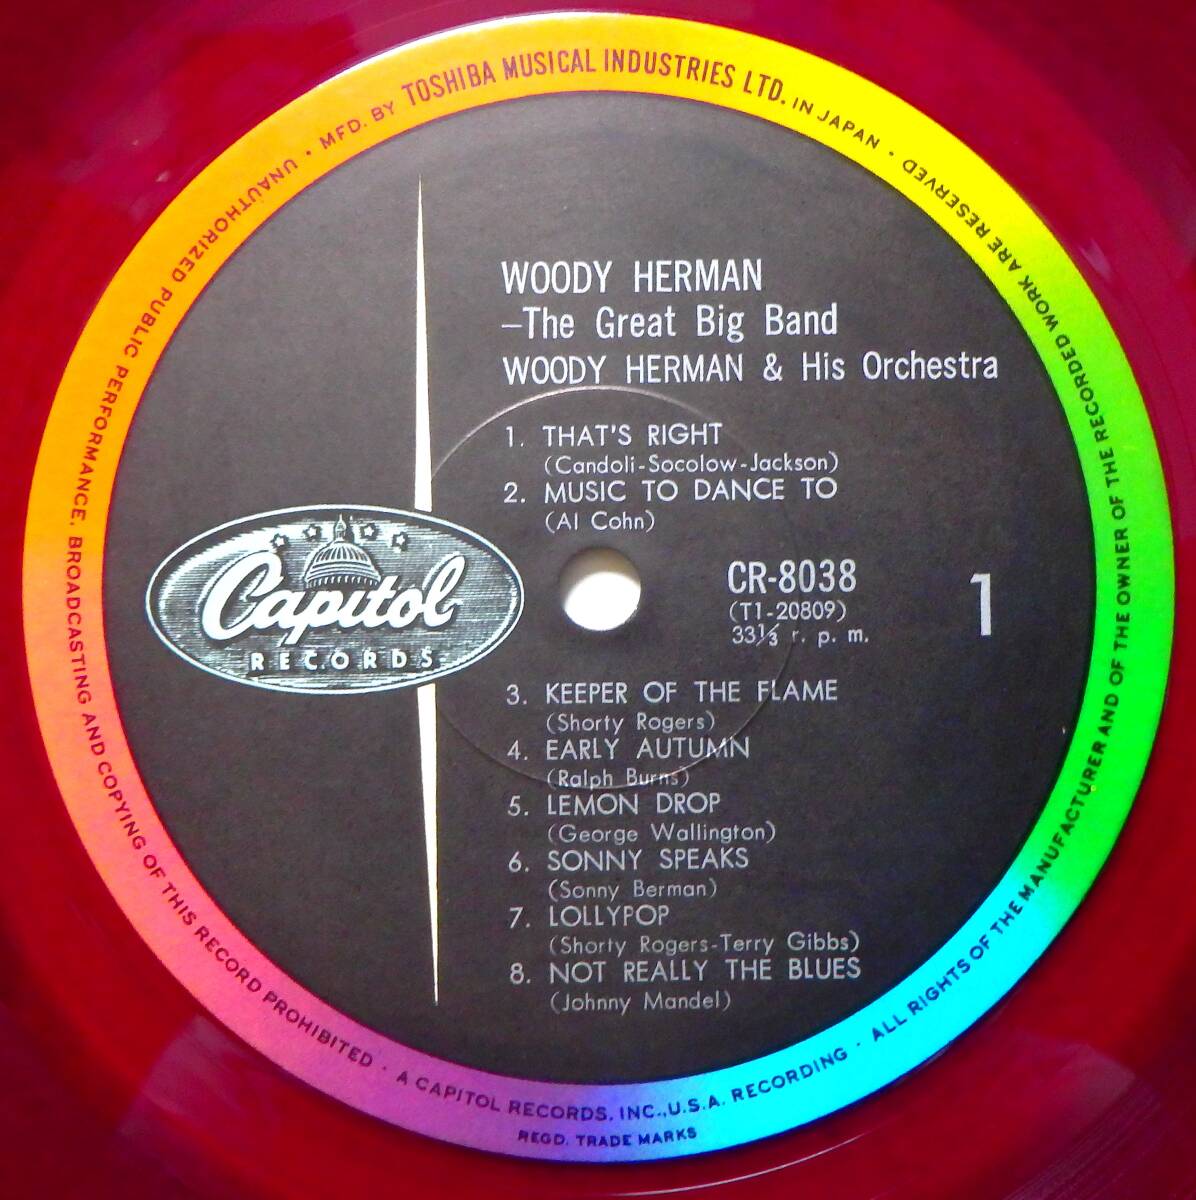 MFD. BY TOSHIBA MUSICAL INDUSTRIES LTD. IN JAPAN · ALL RIGHTS OF THE MANUFACTURER AND OF THE OWNER OF THE RECORDED WORK ARE RESERVED
UNAUTHORIZED PUBLIC PERFORMANCE, BROADCASTING AND COPYING OF THIS RECORD PROHIBITED · A CAPITOL RECORDS, INC., U.S.A. RECORDING ·
REGD. TRADE MARKS
WOODY HERMAN
–The Great Big Band
WOODY HERMAN & His Orchestra
1. THAT'S RIGHT
(Candoli-Socolow-Jackson)
2. MUSIC TO DANCE TO
(Al Cohn)
Capitol
RECORDS
CR-8038
(T1-20809)
33⅓ r. p. m.
1
3. KEEPER OF THE FLAME
(Shorty Rogers)
4. EARLY AUTUMN
(Ralph Burns)
5. LEMON DROP
(George Wallington)
6. SONNY SPEAKS
(Sonny Berman)
7. LOLLYPOP
(Shorty Rogers-Terry Gibbs)
8. NOT REALLY THE BLUES
(Johnny Mandel)